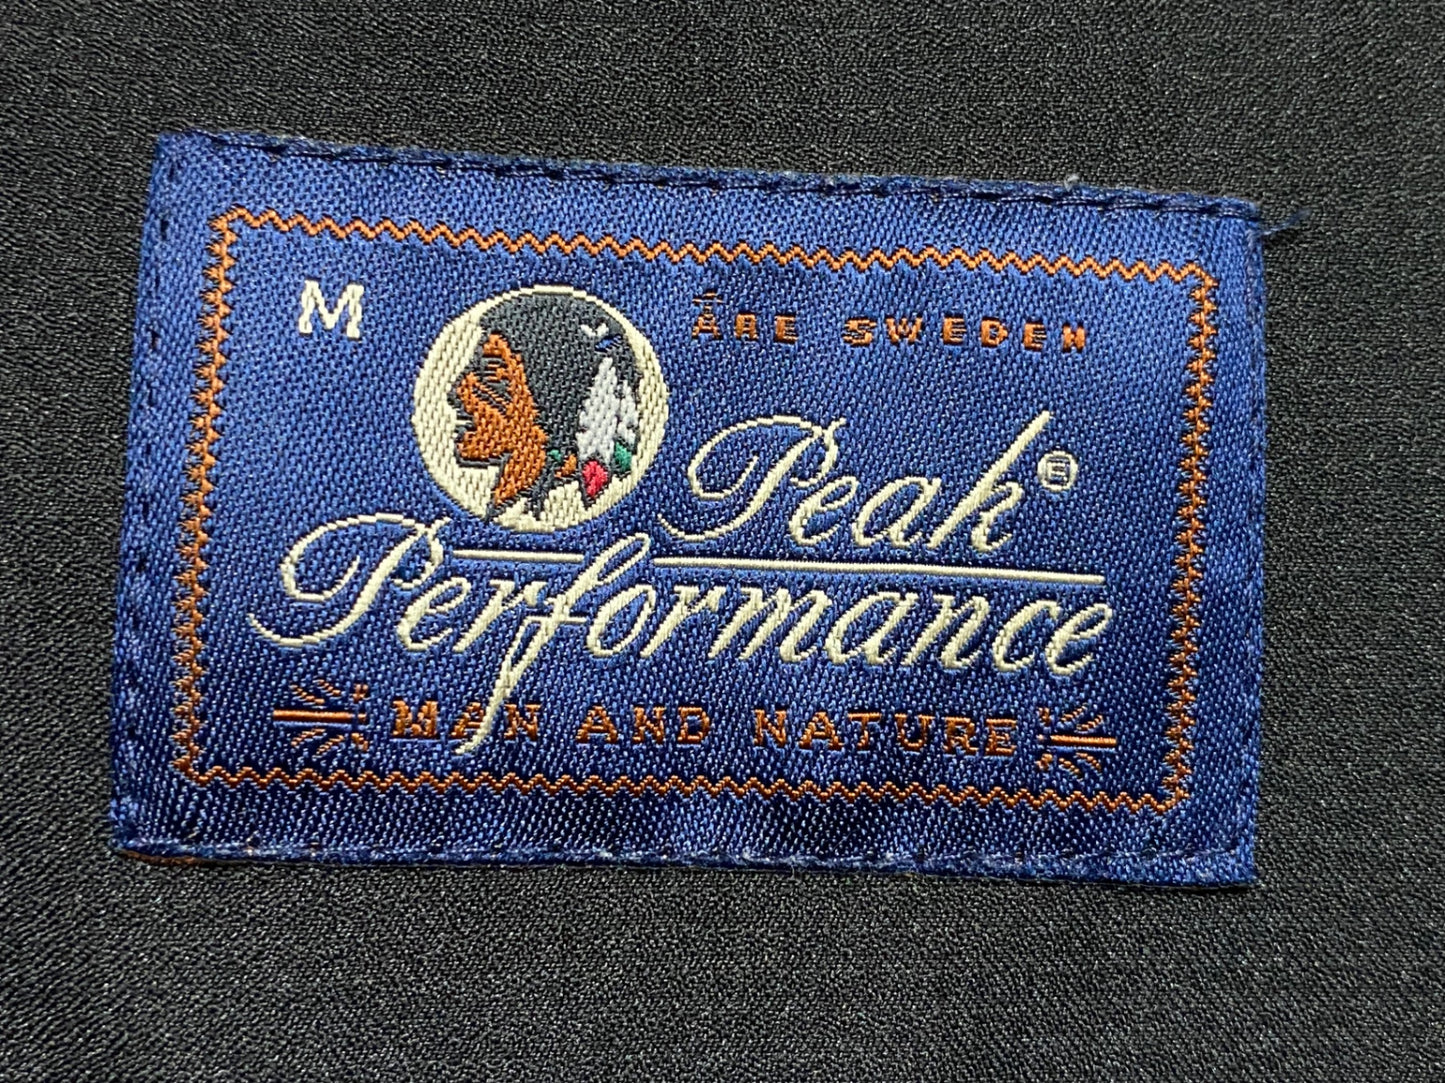 M
ÅRE SWEDEN
Peak®
Performance
MAN AND NATURE